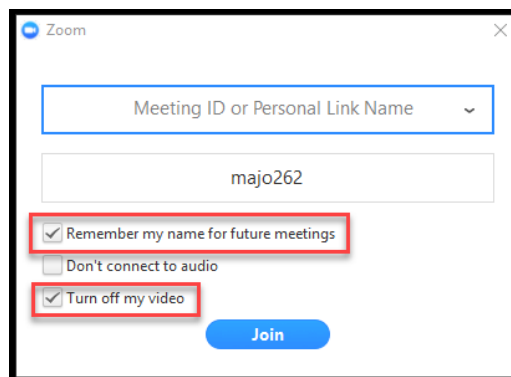 Zoom
Meeting ID or Personal Link Name
majo262
Remember my name for future meetings
Don't connect to audio
Turn off my video
Join